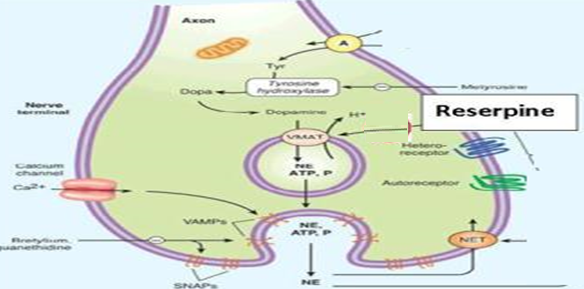 Axon
A
Tyr
Tyrosine
hydroxylase
Dopa
Metyrosine
Nerve
terminal
Dopamine
H+
Reserpine
VMAT
Hetero-
receptor
NE
ATP, P
Calcium
channel
Ca2+
Autoreceptor
VAMPs
NE,
ATP, P
Bretylium,
guanethidine
NET
SNAPs
NE